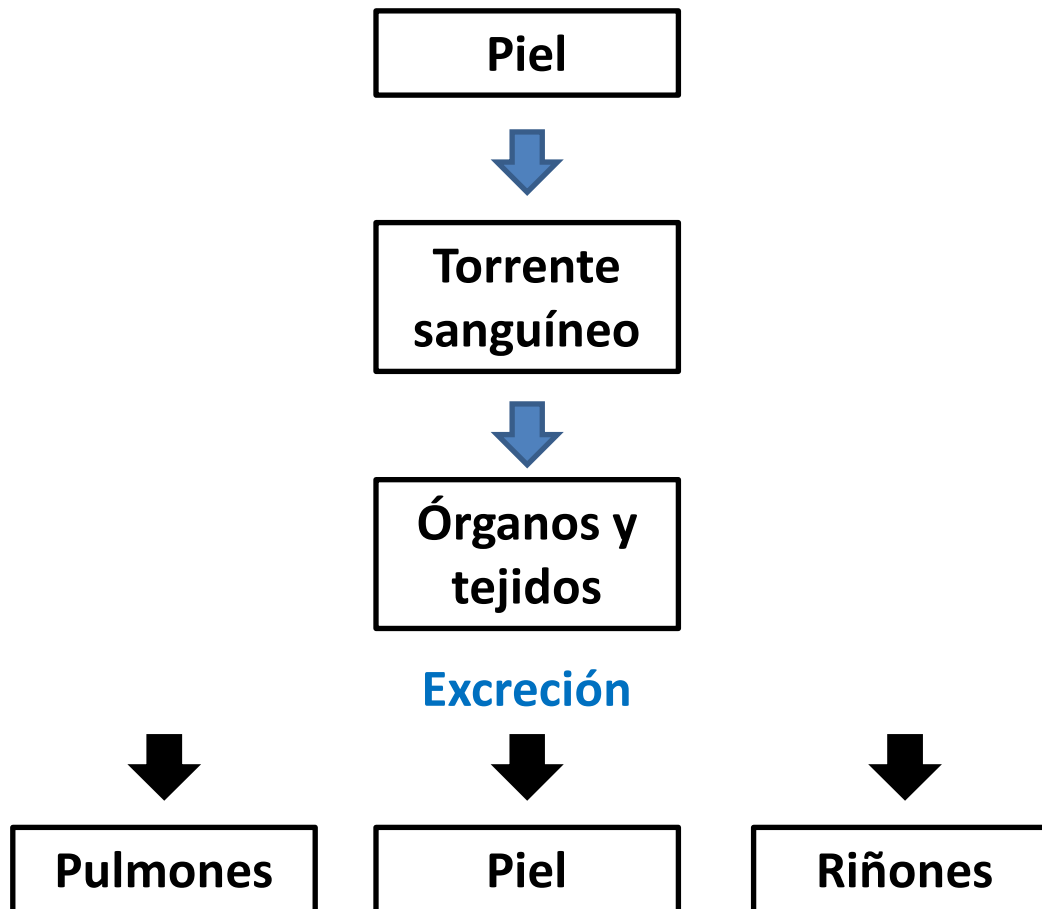 Piel
Torrente
sanguíneo
Órganos y
tejidos
Excreción
Pulmones
Piel
Riñones